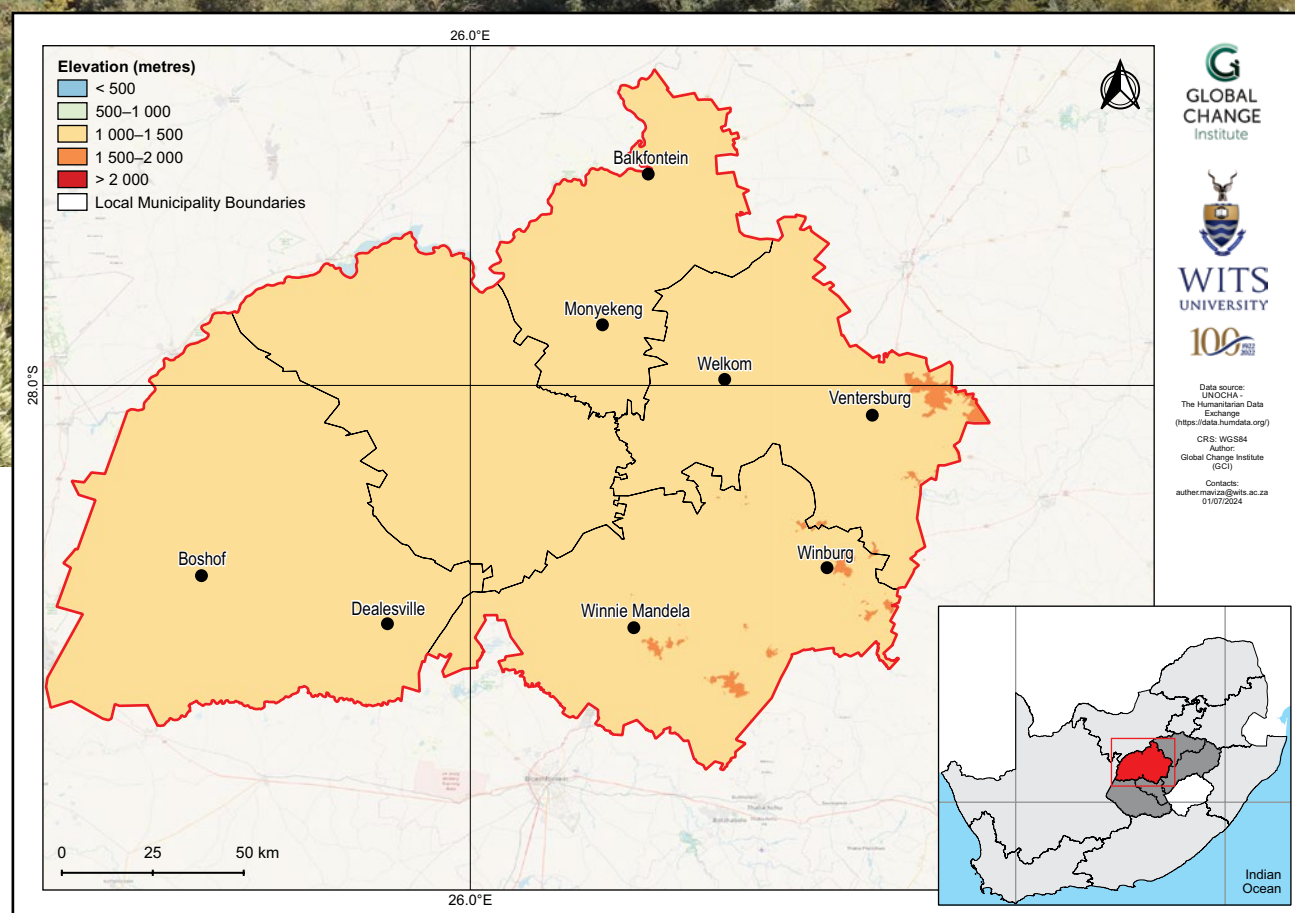 26.0°E
Elevation (metres)
< 500
500–1 000
1 000–1 500
1 500–2 000
> 2 000
Local Municipality Boundaries
Balkfontein
Monyekeng
Welkom
28.0°S
Ventersburg
Boshof
Winburg
Dealesville
Winnie Mandela
0 25 50 km
26.0°E
GLOBAL
CHANGE
Institute
WITS
UNIVERSITY
100 1922
2022
Data source:
UNOCHA -
The Humanitarian Data
Exchange
(https://data.humdata.org/)
CRS: WGS84
Author:
Global Change Institute
(GCI)
Contacts:
auther.maviza@wits.ac.za
01/07/2024
Indian
Ocean